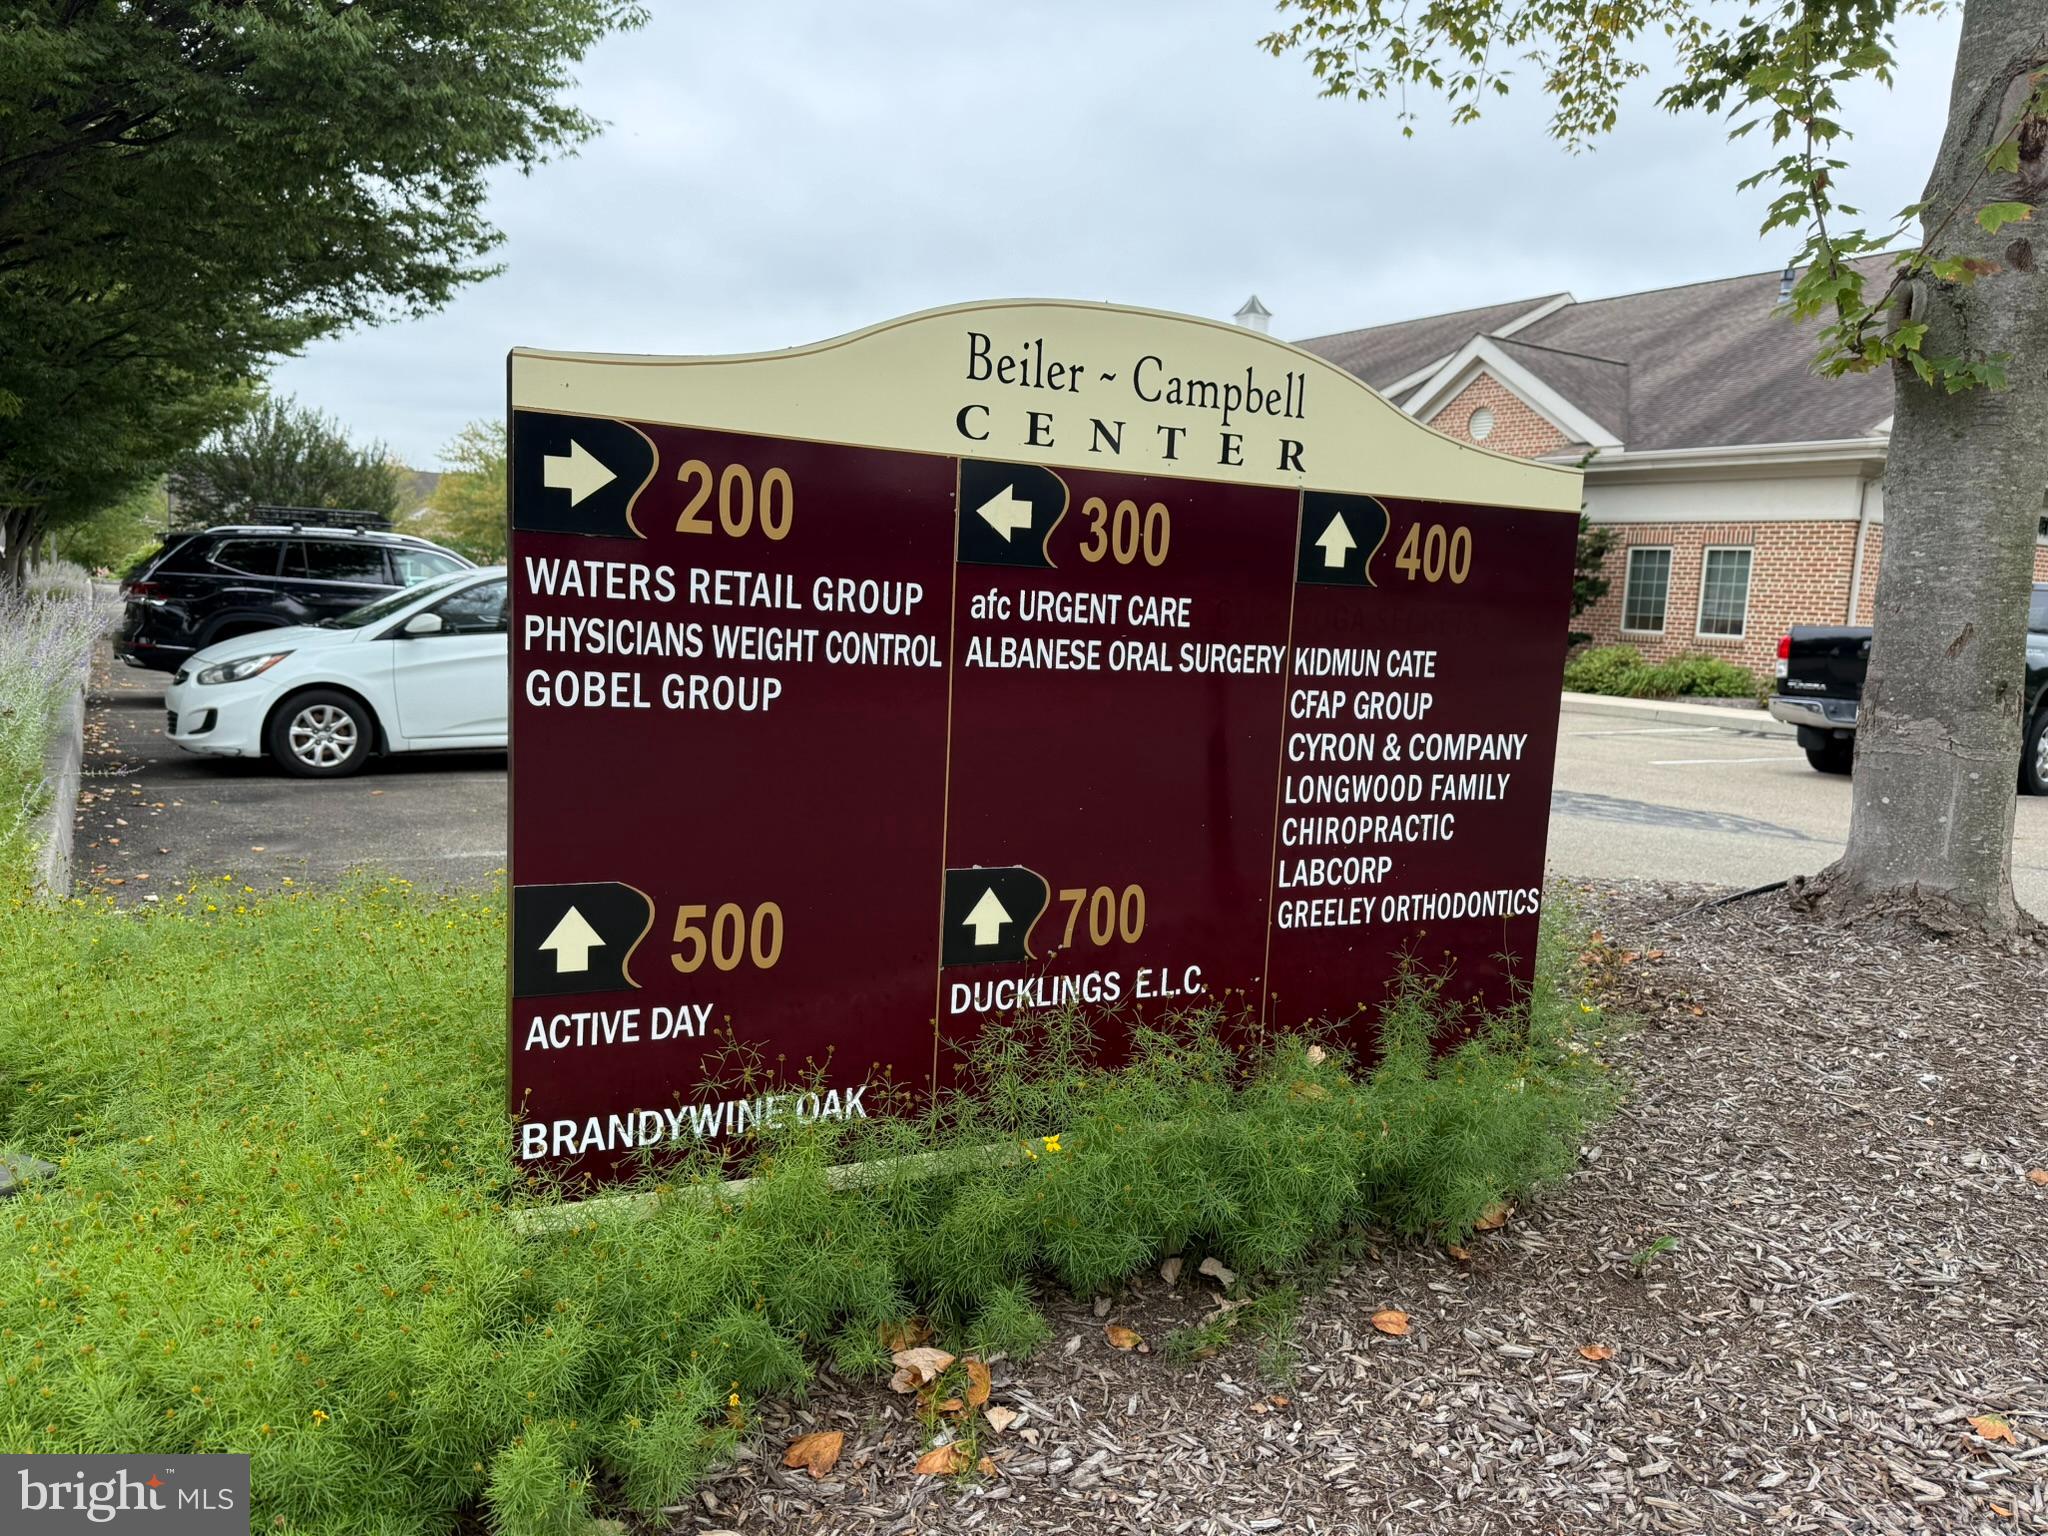 Beiler ~ Campbell
CENTER
200
WATERS RETAIL GROUP
PHYSICIANS WEIGHT CONTROL
GOBEL GROUP
300
afc URGENT CARE
ALBANESE ORAL SURGERY
400
KIDMUN CATE
CFAP GROUP
CYRON & COMPANY
LONGWOOD FAMILY
CHIROPRACTIC
LABCORP
GREELEY ORTHODONTICS
500
ACTIVE DAY
BRANDYWINE OAK
700
DUCKLINGS E.L.C.
TUNDRA
bright™ MLS